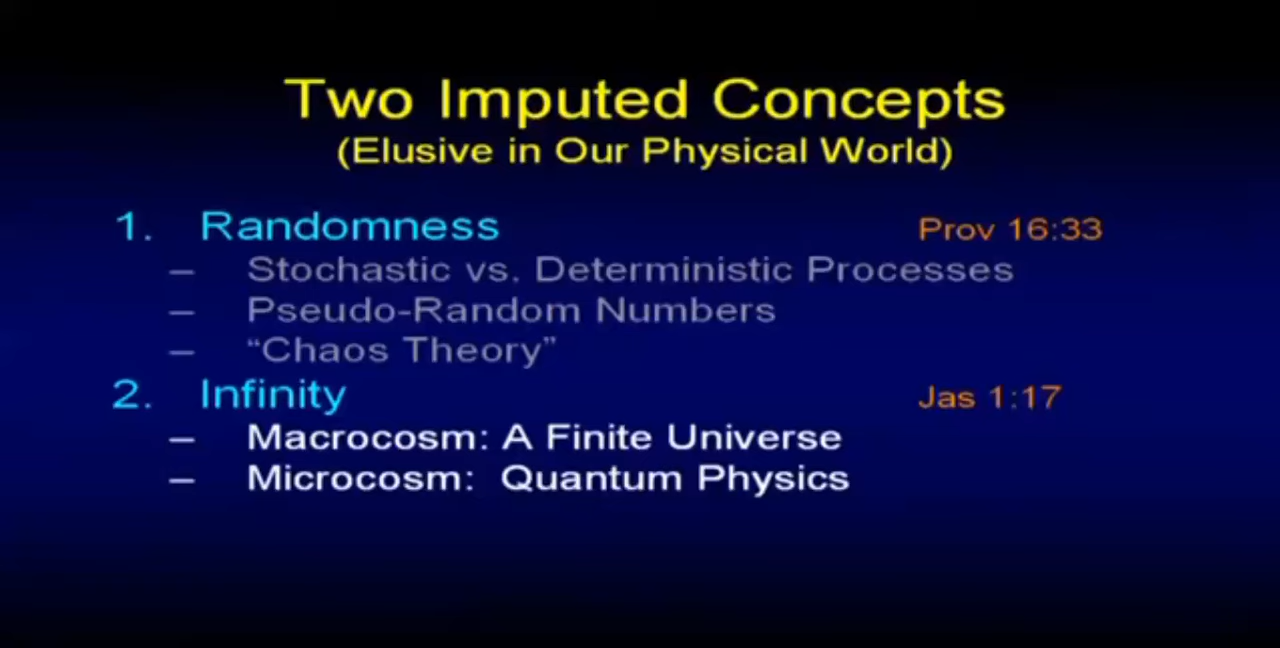 Two Imputed Concepts
(Elusive in Our Physical World)
1. Randomness Prov 16:33
– Stochastic vs. Deterministic Processes
– Pseudo-Random Numbers
– “Chaos Theory”
2. Infinity Jas 1:17
– Macrocosm: A Finite Universe
– Microcosm: Quantum Physics